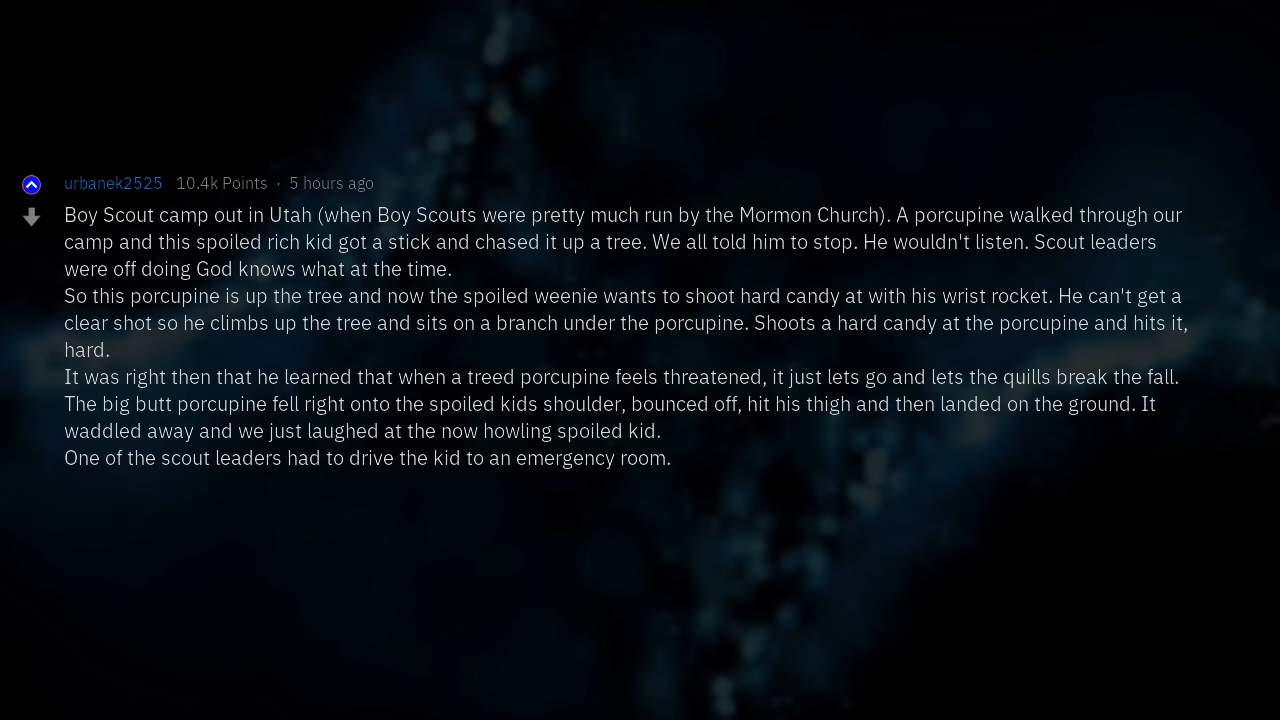 urbanek2525 10.4k Points · 5 hours ago
Boy Scout camp out in Utah (when Boy Scouts were pretty much run by the Mormon Church). A porcupine walked through our
camp and this spoiled rich kid got a stick and chased it up a tree. We all told him to stop. He wouldn't listen. Scout leaders
were off doing God knows what at the time.
So this porcupine is up the tree and now the spoiled weenie wants to shoot hard candy at with his wrist rocket. He can't get a
clear shot so he climbs up the tree and sits on a branch under the porcupine. Shoots a hard candy at the porcupine and hits it,
hard.
It was right then that he learned that when a treed porcupine feels threatened, it just lets go and lets the quills break the fall.
The big butt porcupine fell right onto the spoiled kids shoulder, bounced off, hit his thigh and then landed on the ground. It
waddled away and we just laughed at the now howling spoiled kid.
One of the scout leaders had to drive the kid to an emergency room.